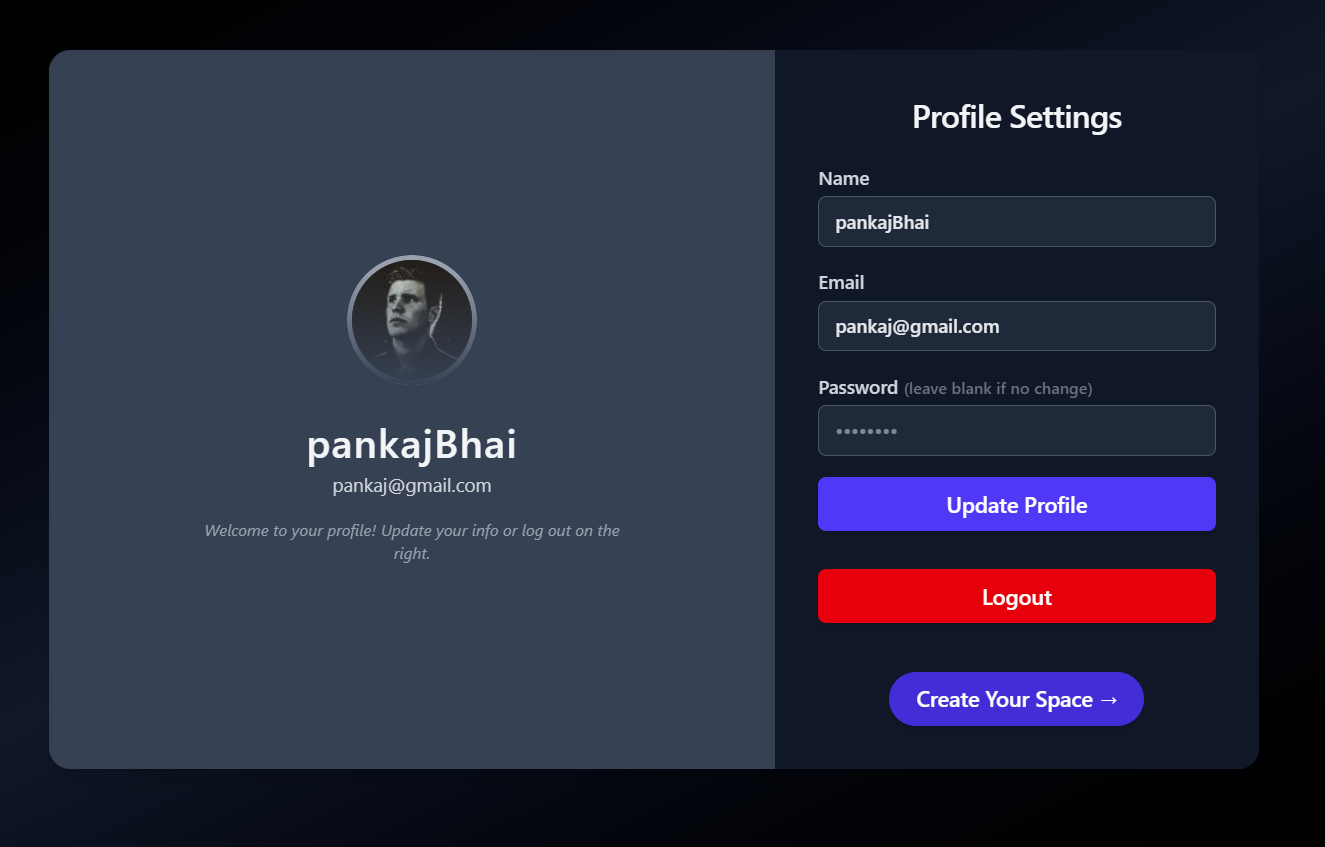 pankajBhai
pankaj@gmail.com
Welcome to your profile! Update your info or log out on the
right.
Profile Settings
Name
pankajBhai
Email
pankaj@gmail.com
Password (leave blank if no change)
••••••••
Update Profile
Logout
Create Your Space →